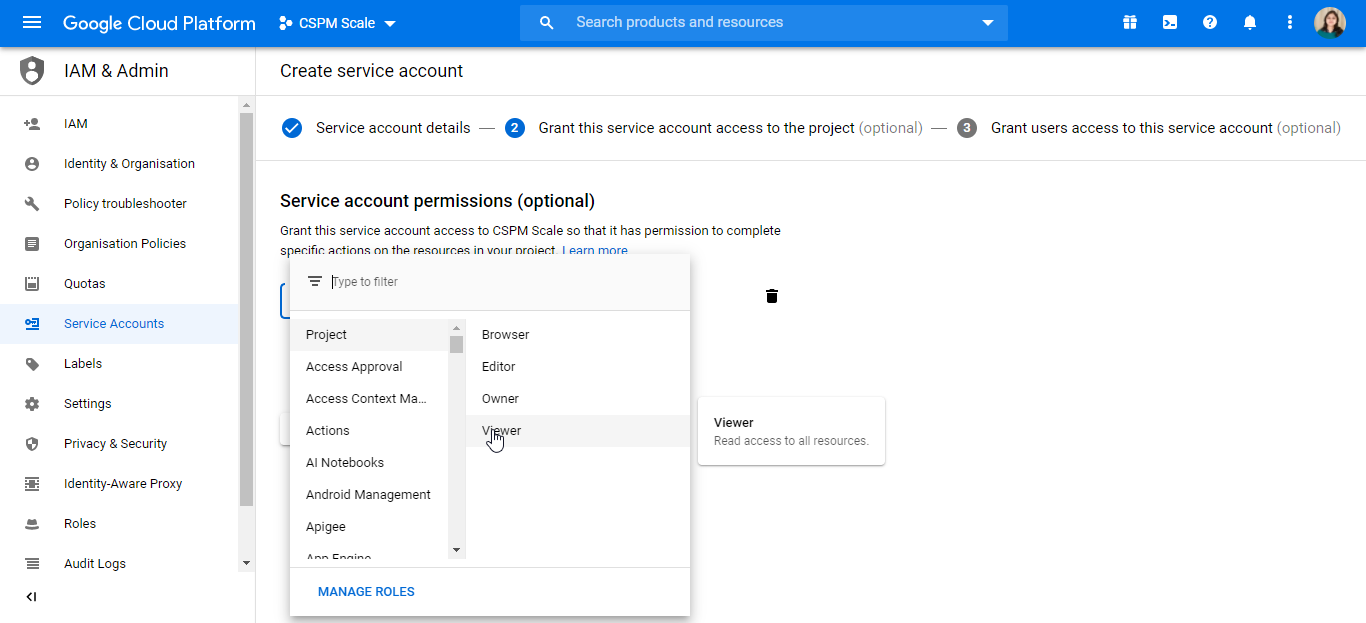 Google Cloud Platform
CSPM Scale
Search products and resources
IAM & Admin
Create service account
IAM
Identity & Organisation
Policy troubleshooter
Organisation Policies
Quotas
Service Accounts
Labels
Settings
Privacy & Security
Identity-Aware Proxy
Roles
Audit Logs
Service account details
2
Grant this service account access to the project (optional)
3
Grant users access to this service account (optional)
Service account permissions (optional)
Grant this service account access to CSPM Scale so that it has permission to complete
specific actions on the resources in your project. Learn more
Type to filter
Project
Access Approval
Access Context Ma...
Actions
AI Notebooks
Android Management
Apigee
App Engine
Browser
Editor
Owner
Viewer
MANAGE ROLES
Viewer
Read access to all resources.